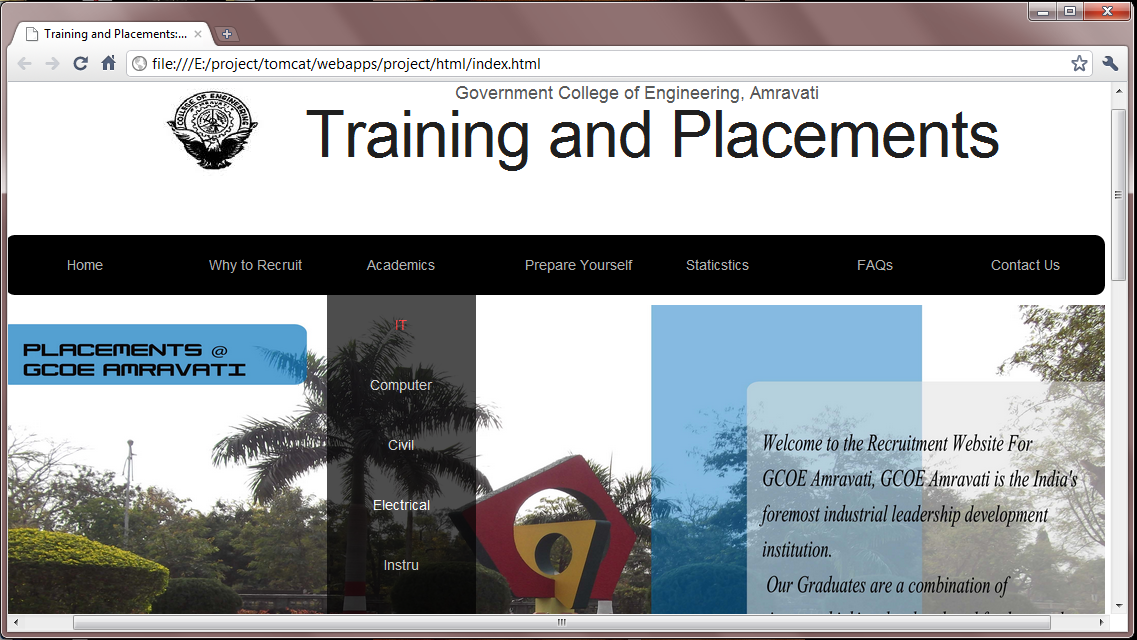 Training and Placements:...
file:///E:/project/tomcat/webapps/project/html/index.html
COLLEGE OF ENGINEERING
Government College of Engineering, Amravati
Training and Placements
Home Why to Recruit Academics Prepare Yourself Staticstics FAQs Contact Us
IT
Computer
Civil
Electrical
Instru
PLACEMENTS @
GCOE AMRAVATI
Welcome to the Recruitment Website For
GCOE Amravati, GCOE Amravati is the India's
foremost industrial leadership development
institution.
Our Graduates are a combination of